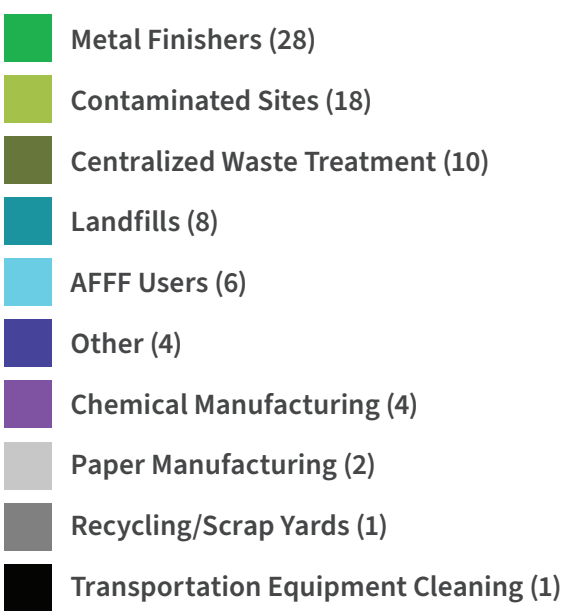 Metal Finishers (28)
Contaminated Sites (18)
Centralized Waste Treatment (10)
Landfills (8)
AFFF Users (6)
Other (4)
Chemical Manufacturing (4)
Paper Manufacturing (2)
Recycling/Scrap Yards (1)
Transportation Equipment Cleaning (1)